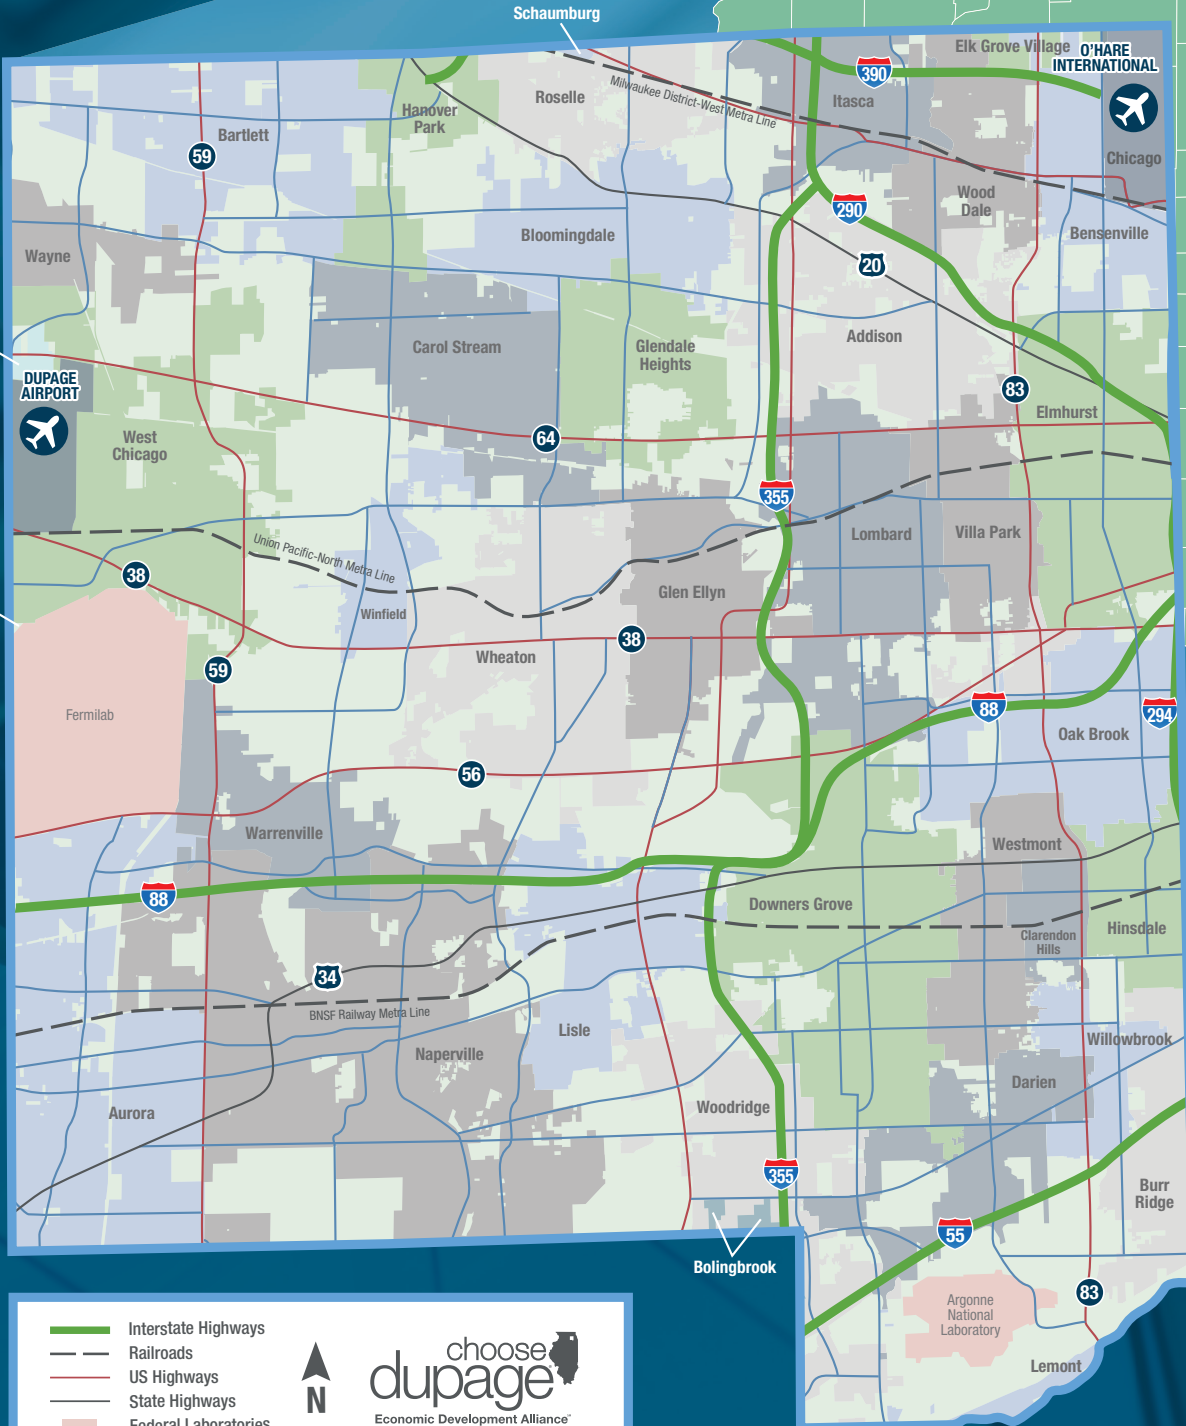 Schaumburg
Elk Grove Village
O'HARE
INTERNATIONAL
390
Itasca
Roselle
Milwaukee District-West Metra Line
Hanover
Park
Bartlett
59
Chicago
Wood
Dale
290
Bensenville
Bloomingdale
Wayne
20
Addison
Carol Stream
Glendale
Heights
DUPAGE
AIRPORT
83
Elmhurst
West
Chicago
64
355
Lombard
Villa Park
Union Pacific-North Metra Line
38
Glen Ellyn
Winfield
38
Wheaton
59
Fermilab
88
294
Oak Brook
56
Warrenville
Westmont
88
Downers Grove
Clarendon
Hills
Hinsdale
34
BNSF Railway Metra Line
Lisle
Naperville
Willowbrook
Darien
Aurora
Woodridge
355
Burr
Ridge
55
Bolingbrook
83
Argonne
National
Laboratory
Lemont
Interstate Highways
Railroads
US Highways
State Highways
Federal Laboratories
N
choose
dupage
Economic Development Alliance